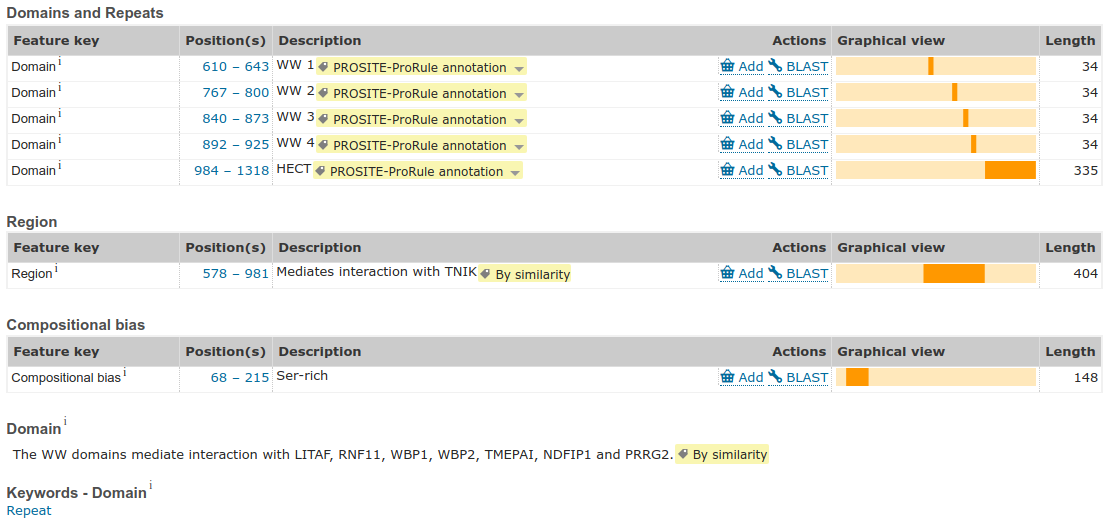 Domains and Repeats
Feature key Position(s) Description Actions Graphical view Length
Domain i 610 – 643 WW 1 PROSITE-ProRule annotation Add BLAST 34
Domain i 767 – 800 WW 2 PROSITE-ProRule annotation Add BLAST 34
Domain i 840 – 873 WW 3 PROSITE-ProRule annotation Add BLAST 34
Domain i 892 – 925 WW 4 PROSITE-ProRule annotation Add BLAST 34
Domain i 984 – 1318 HECT PROSITE-ProRule annotation Add BLAST 335
Region
Feature key Position(s) Description Actions Graphical view Length
Region i 578 – 981 Mediates interaction with TNIK By similarity Add BLAST 404
Compositional bias
Feature key Position(s) Description Actions Graphical view Length
Compositional bias i 68 – 215 Ser-rich Add BLAST 148
Domain i
The WW domains mediate interaction with LITAF, RNF11, WBP1, WBP2, TMEPAI, NDFIP1 and PRRG2. By similarity
Keywords - Domain i
Repeat